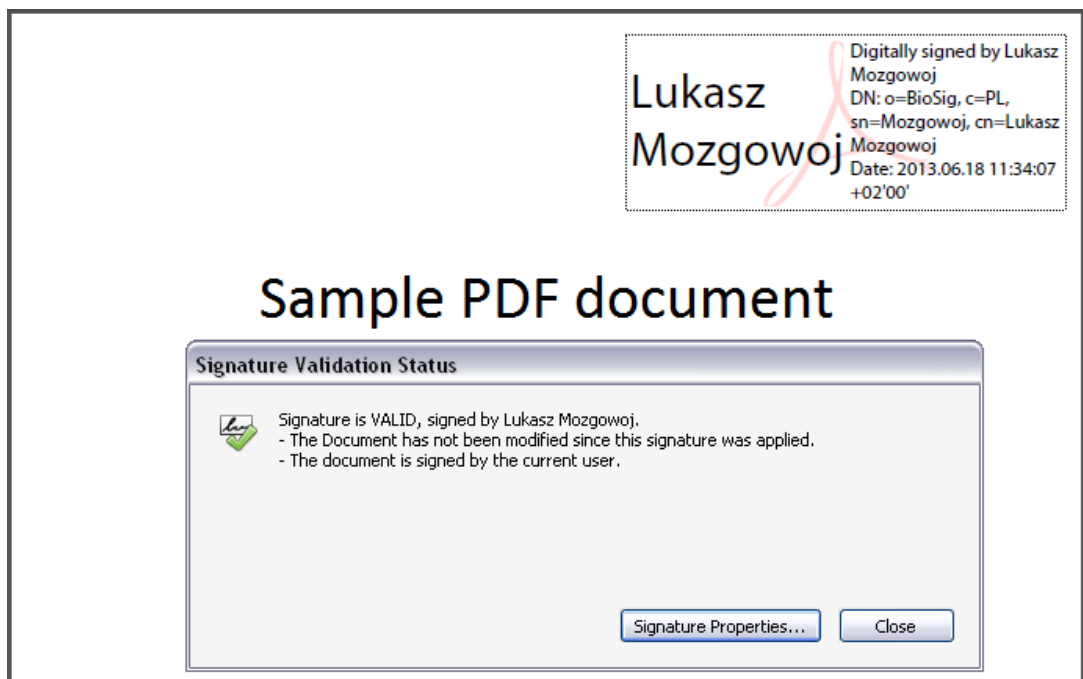 Lukasz
Mozgowoj
Digitally signed by Lukasz
Mozgowoj
DN: o=BioSig, c=PL,
sn=Mozgowoj, cn=Lukasz
Mozgowoj
Date: 2013.06.18 11:34:07
+02'00'
Sample PDF document
Signature Validation Status
Signature is VALID, signed by Lukasz Mozgowoj.
- The Document has not been modified since this signature was applied.
- The document is signed by the current user.
Signature Properties...
Close